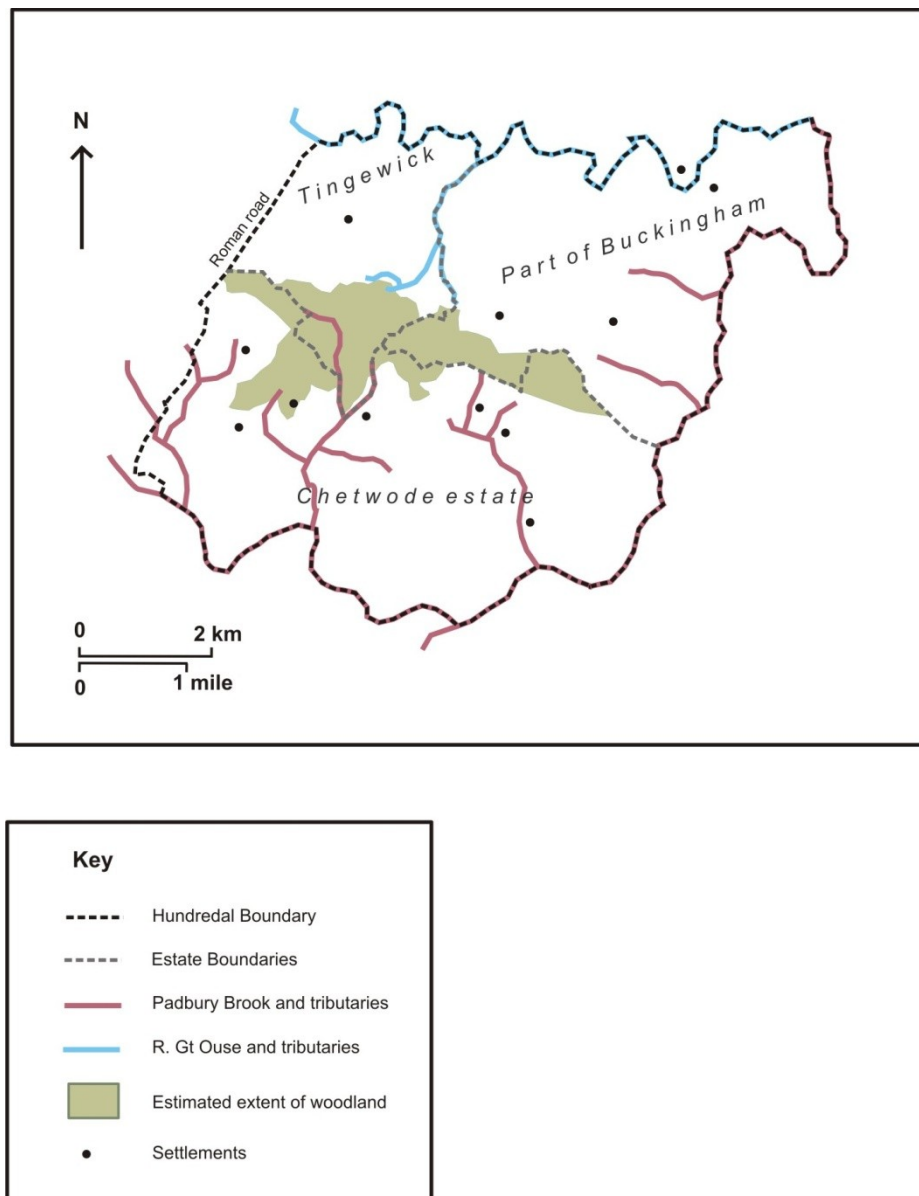 N
Tingewick
Roman road
Part of Buckingham
Chetwode estate
0 2 km
0 1 mile
Key
Hundredal Boundary
Estate Boundaries
Padbury Brook and tributaries
R. Gt Ouse and tributaries
Estimated extent of woodland
Settlements